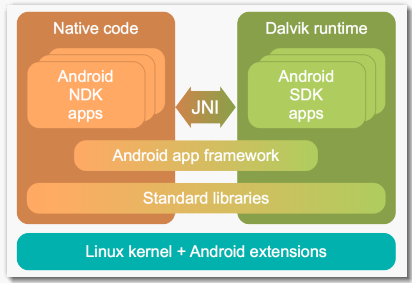 Native code
Dalvik runtime
Android
NDK
apps
JNI
Android
SDK
apps
Android app framework
Standard libraries
Linux kernel + Android extensions